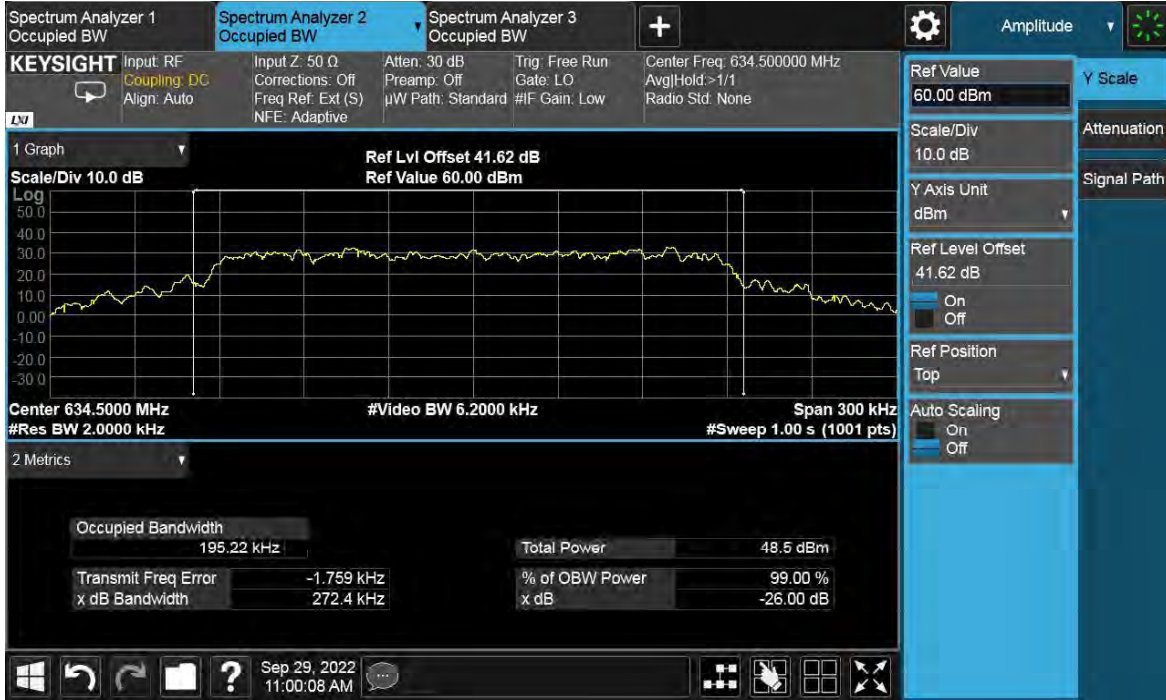 Spectrum Analyzer 1
Occupied BW
Spectrum Analyzer 2
Occupied BW
Spectrum Analyzer 3
Occupied BW
Amplitude
KEYSIGHT
LXI
Input: RF
Coupling: DC
Align: Auto
Input Z: 50 Ω
Corrections: Off
Freq Ref: Ext (S)
NFE: Adaptive
Atten: 30 dB
Preamp: Off
µW Path: Standard
Trig: Free Run
Gate: LO
#IF Gain: Low
Center Freq: 634.500000 MHz
Avg|Hold:>1/1
Radio Std: None
1 Graph
Scale/Div 10.0 dB
Ref Lvl Offset 41.62 dB
Ref Value 60.00 dBm
Log
50.0
40.0
30.0
20.0
10.0
0.00
-10.0
-20.0
-30.0
Center 634.5000 MHz
#Res BW 2.0000 kHz
#Video BW 6.2000 kHz
Span 300 kHz
#Sweep 1.00 s (1001 pts)
2 Metrics
Occupied Bandwidth
195.22 kHz
Transmit Freq Error -1.759 kHz
x dB Bandwidth 272.4 kHz
Total Power 48.5 dBm
% of OBW Power 99.00 %
x dB -26.00 dB
Sep 29, 2022
11:00:08 AM
Ref Value
60.00 dBm
Scale/Div
10.0 dB
Y Axis Unit
dBm
Ref Level Offset
41.62 dB
On
Off
Ref Position
Top
Auto Scaling
On
Off
Y Scale
Attenuation
Signal Path